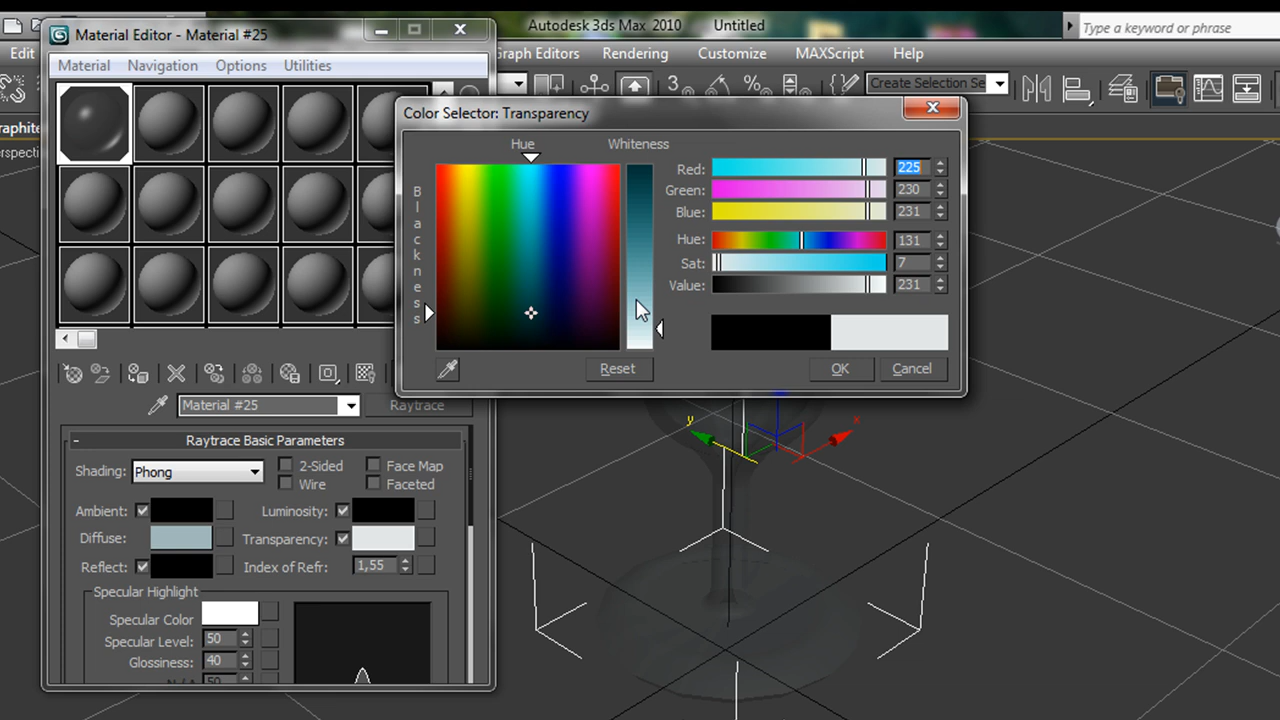 Autodesk 3ds Max 2010 Untitled
Type a keyword or phrase
Material Editor - Material #25
Edit
Graph Editors Rendering Customize MAXScript Help
Material Navigation Options Utilities
3
%
Create Selection Se
Color Selector: Transparency
Hue Whiteness
Blackness
Red: 225
Green: 230
Blue: 231
Hue: 131
Sat: 7
Value: 231
Reset
OK Cancel
Material #25 Raytrace
- Raytrace Basic Parameters
Shading: Phong
2-Sided Face Map
Wire Faceted
Ambient: Luminosity:
Diffuse: Transparency:
Reflect: Index of Refr: 1,55
Specular Highlight
Specular Color
Specular Level: 50
Glossiness: 40
y
x